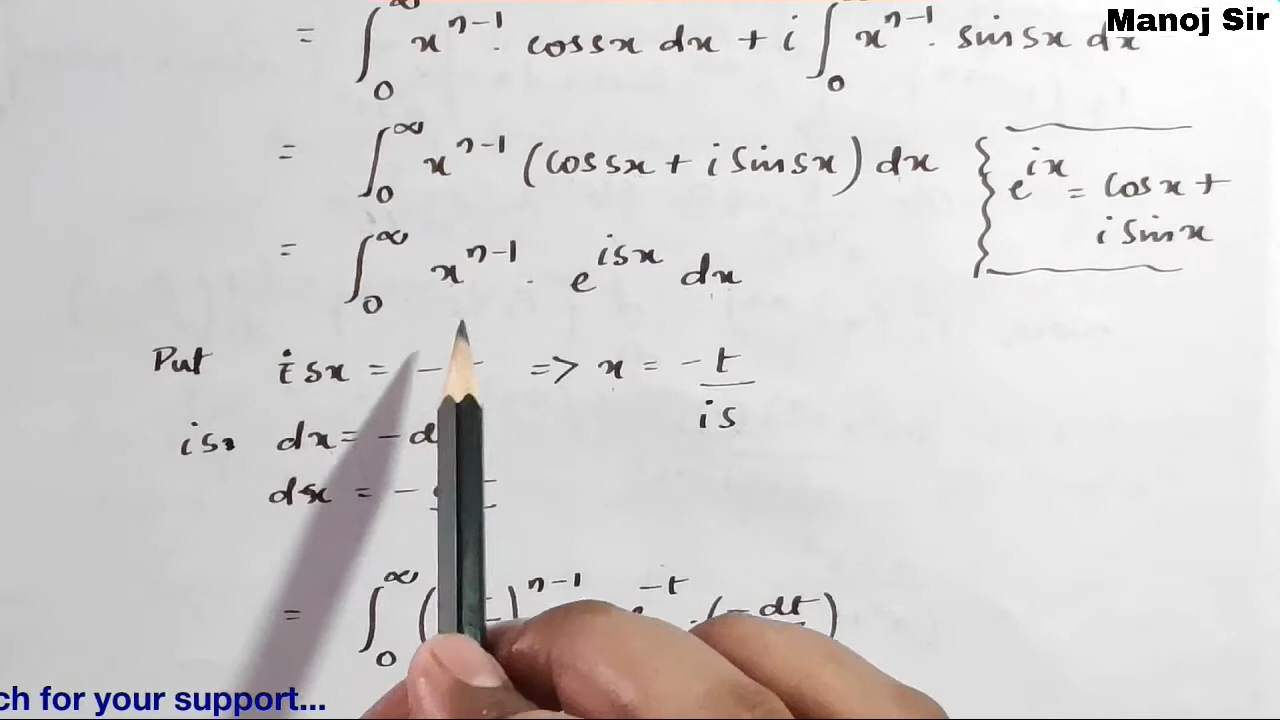 Manoj Sir
= ∫₀^∞ x^{n-1} . cos sx dx + i ∫₀ x^{n-1} . sin sx dx
= ∫₀^∞ x^{n-1} (cos sx + i sin sx) dx { e^{ix} = cos x +
i sin x
= ∫₀^∞ x^{n-1} . e^{isx} dx
Put isx = - => x = -t/is
is dx = -d
dx = -
= ∫₀^∞ ( )^{n-1} -t . (-dt )
ch for your support...